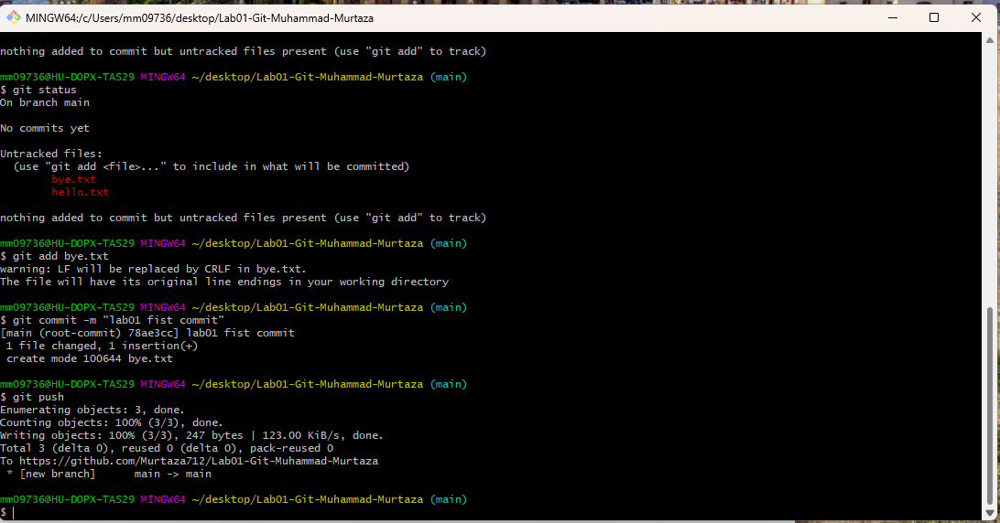 MINGW64:/c/Users/mm09736/desktop/Lab01-Git-Muhammad-Murtaza
nothing added to commit but untracked files present (use "git add" to track)
mm09736@HU-DOPX-TAS29 MINGW64 ~/desktop/Lab01-Git-Muhammad-Murtaza (main)
$ git status
On branch main
No commits yet
Untracked files:
  (use "git add <file>..." to include in what will be committed)
        bye.txt
        hello.txt
nothing added to commit but untracked files present (use "git add" to track)
mm09736@HU-DOPX-TAS29 MINGW64 ~/desktop/Lab01-Git-Muhammad-Murtaza (main)
$ git add bye.txt
warning: LF will be replaced by CRLF in bye.txt.
The file will have its original line endings in your working directory
mm09736@HU-DOPX-TAS29 MINGW64 ~/desktop/Lab01-Git-Muhammad-Murtaza (main)
$ git commit -m "lab01 fist commit"
[main (root-commit) 78ae3cc] lab01 fist commit
 1 file changed, 1 insertion(+)
 create mode 100644 bye.txt
mm09736@HU-DOPX-TAS29 MINGW64 ~/desktop/Lab01-Git-Muhammad-Murtaza (main)
$ git push
Enumerating objects: 3, done.
Counting objects: 100% (3/3), done.
Writing objects: 100% (3/3), 247 bytes | 123.00 KiB/s, done.
Total 3 (delta 0), reused 0 (delta 0), pack-reused 0
To https://github.com/Murtaza712/Lab01-Git-Muhammad-Murtaza
 * [new branch]      main -> main
mm09736@HU-DOPX-TAS29 MINGW64 ~/desktop/Lab01-Git-Muhammad-Murtaza (main)
$